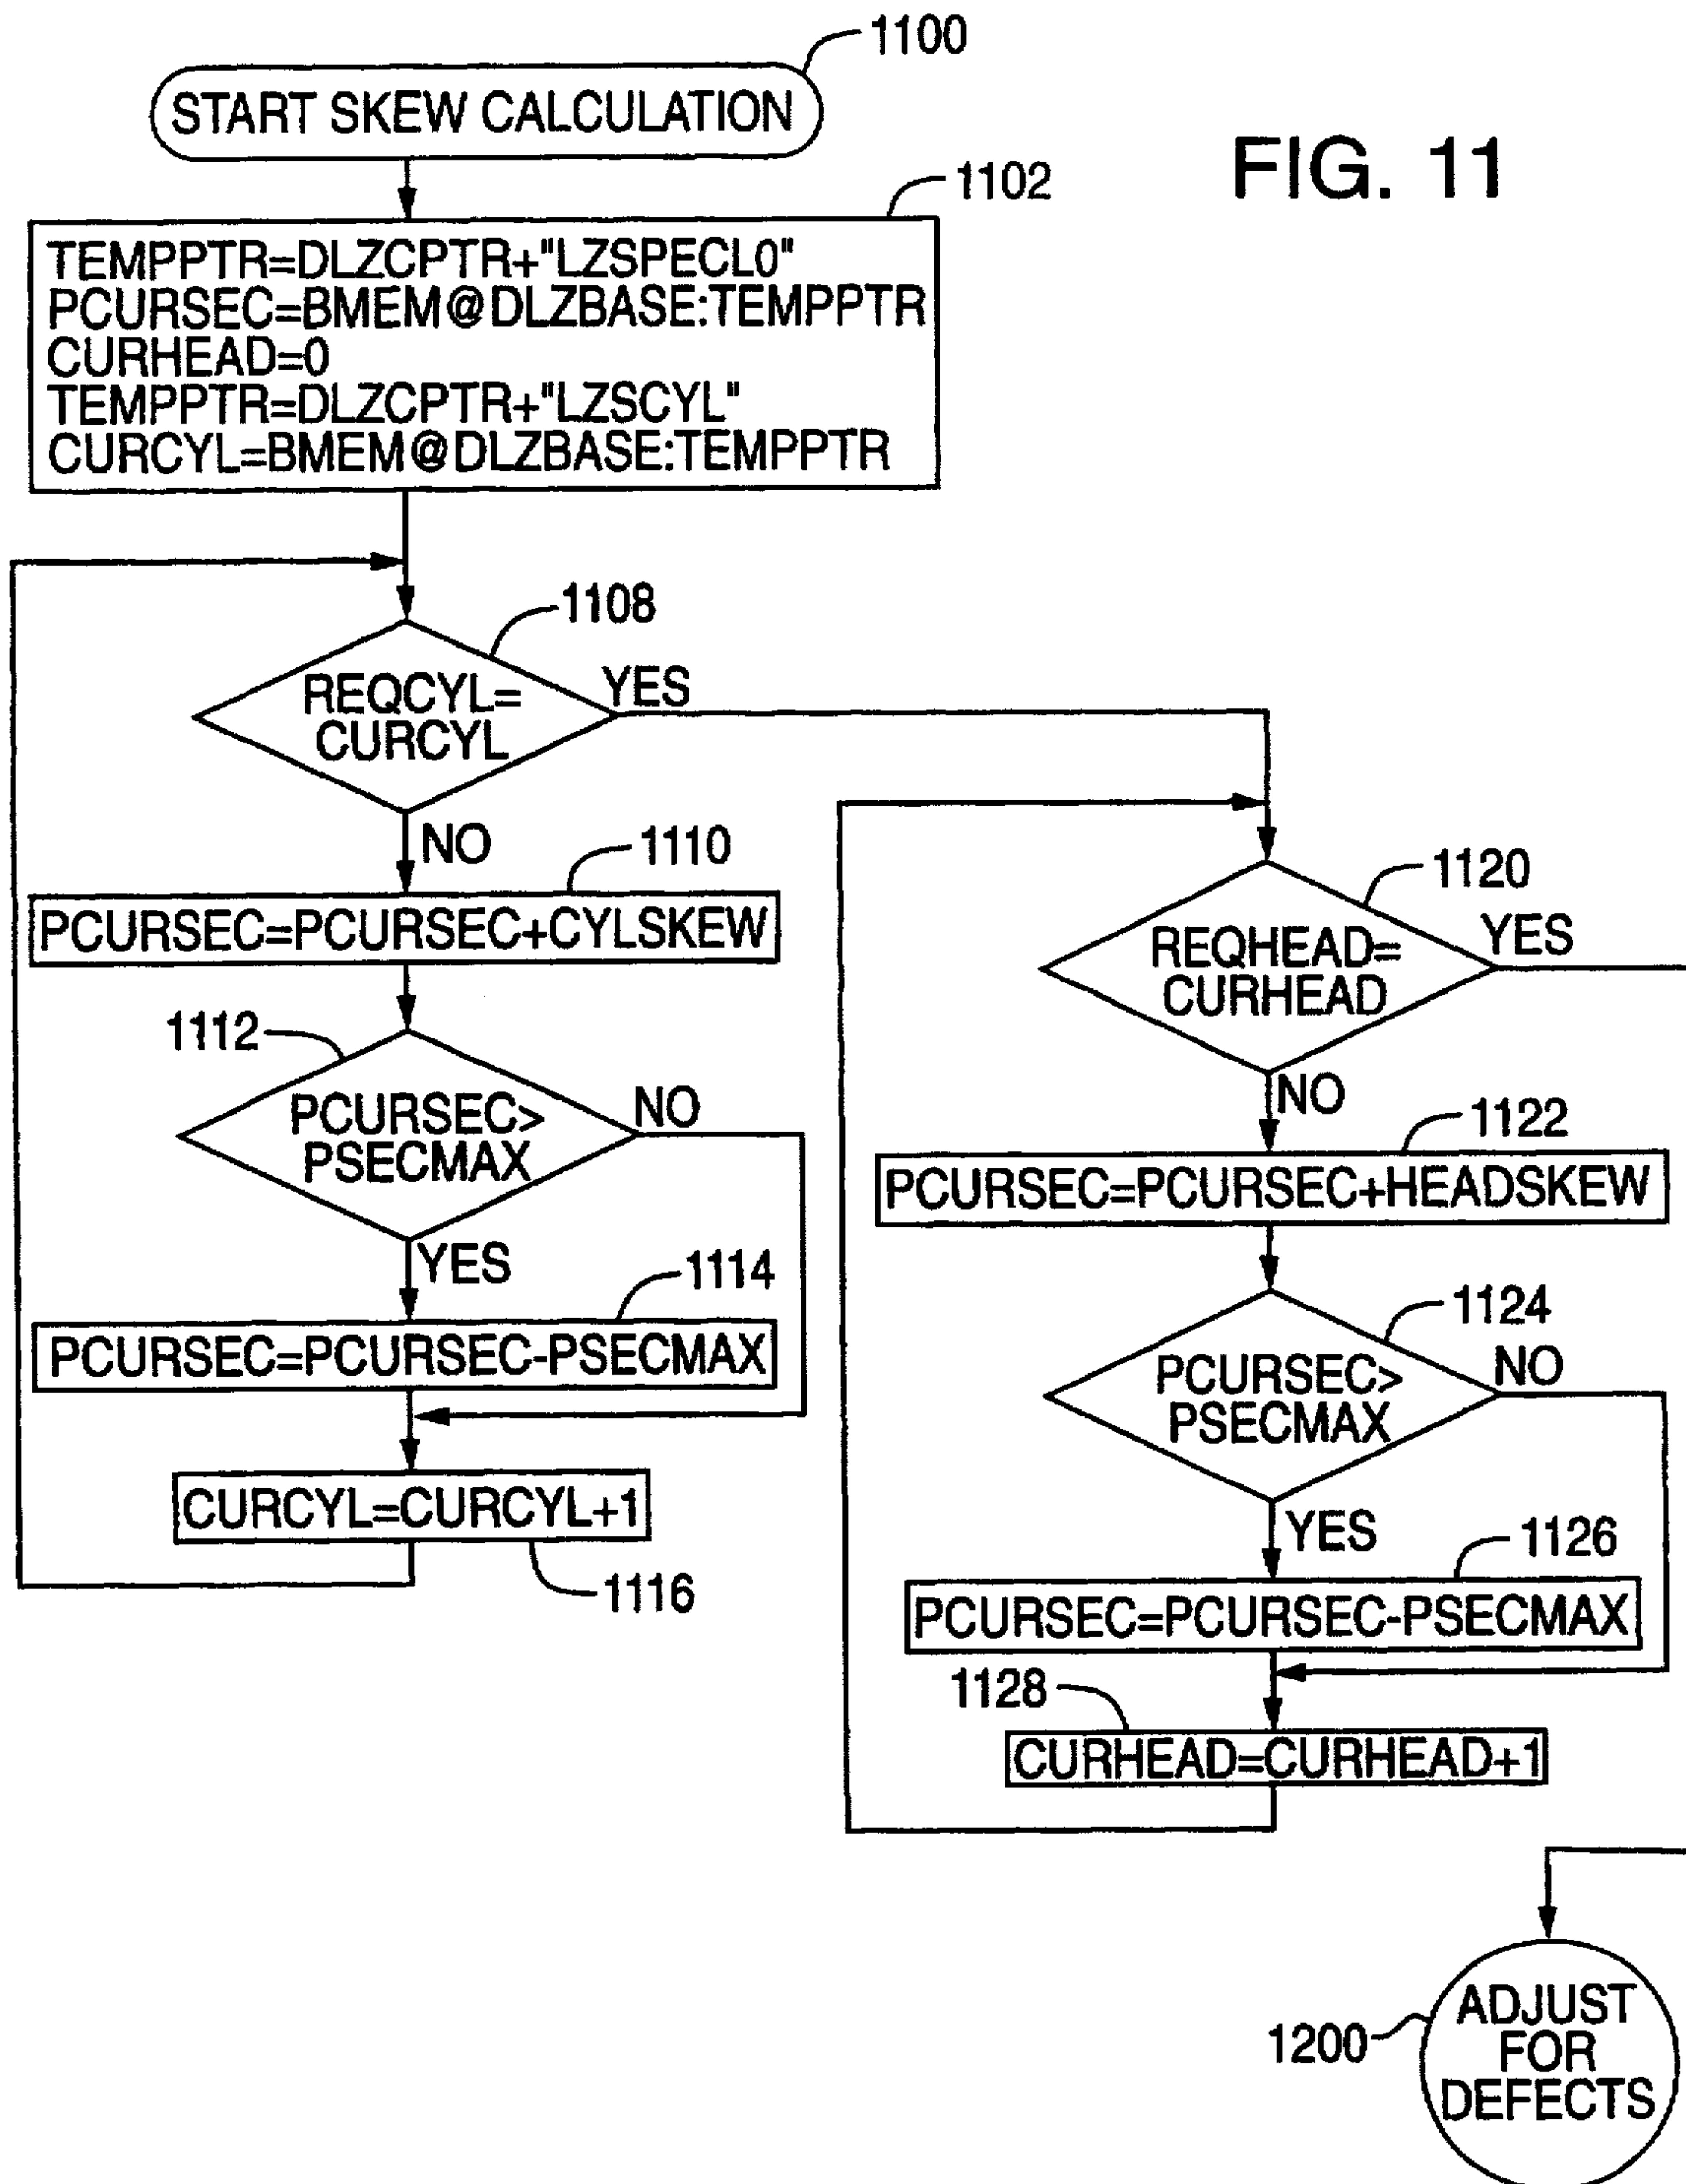 1100
START SKEW CALCULATION
FIG. 11
1102
TEMPPTR=DLZCPTR+"LZSPECL0"
PCURSEC=BMEM@DLZBASE:TEMPPTR
CURHEAD=0
TEMPPTR=DLZCPTR+"LZSCYL"
CURCYL=BMEM@DLZBASE:TEMPPTR
1108
REQCYL=
CURCYL
YES
NO
1110
PCURSEC=PCURSEC+CYLSKEW
1112
PCURSEC>
PSECMAX
NO
YES
1114
PCURSEC=PCURSEC-PSECMAX
CURCYL=CURCYL+1
1116
1120
REQHEAD=
CURHEAD
YES
NO
1122
PCURSEC=PCURSEC+HEADSKEW
1124
PCURSEC>
PSECMAX
NO
YES
1126
PCURSEC=PCURSEC-PSECMAX
1128
CURHEAD=CURHEAD+1
1200
ADJUST
FOR
DEFECTS